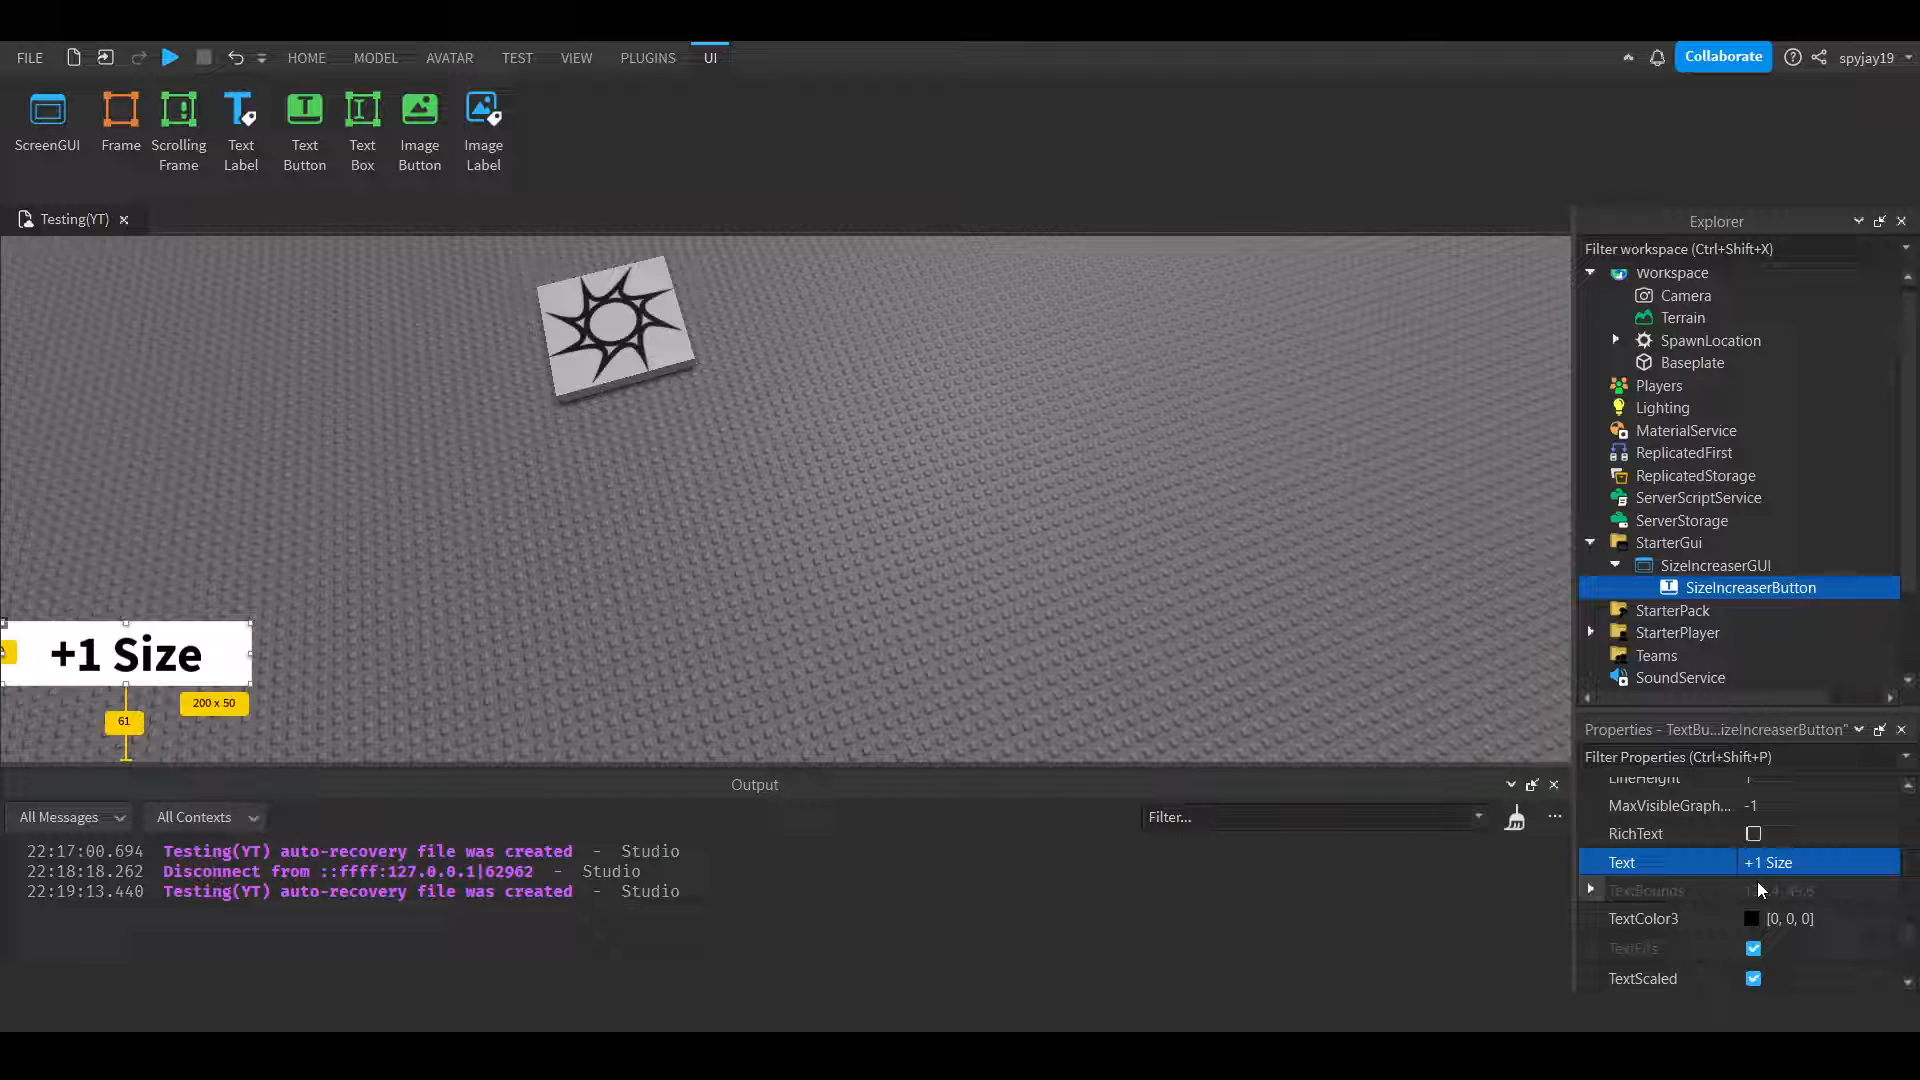 FILE HOME MODEL AVATAR TEST VIEW PLUGINS UI Collaborate spyjay19
ScreenGUI Frame Scrolling Frame Text Label Text Button Text Box Image Button Image Label
Testing(YT)
Explorer
Filter workspace (Ctrl+Shift+X)
Workspace
Camera
Terrain
SpawnLocation
Baseplate
Players
Lighting
MaterialService
ReplicatedFirst
ReplicatedStorage
ServerScriptService
ServerStorage
StarterGui
SizeIncreaserGUI
SizeIncreaserButton
StarterPack
StarterPlayer
Teams
SoundService
+1 Size
200 x 50
61
Properties - TextBu...izeIncreaserButton"
Filter Properties (Ctrl+Shift+P)
LineHeight 1
MaxVisibleGraph... -1
RichText
Text +1 Size
TextBounds
TextColor3 [0, 0, 0]
TextFits
TextScaled
Output
All Messages All Contexts Filter...
22:17:00.694 Testing(YT) auto-recovery file was created - Studio
22:18:18.262 Disconnect from ::ffff:127.0.0.1|62962 - Studio
22:19:13.440 Testing(YT) auto-recovery file was created - Studio